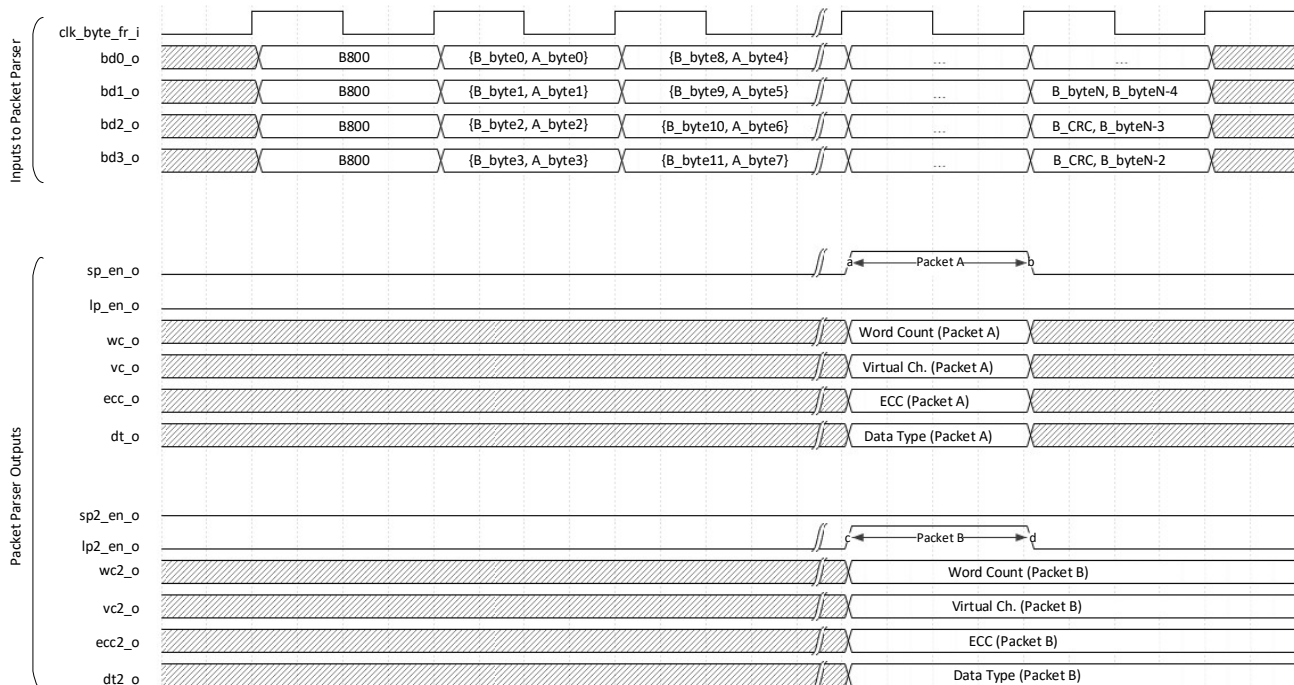 Inputs to Packet Parser
clk_byte_fr_i
bd0_o B800 {B_byte0, A_byte0} {B_byte8, A_byte4} ... ...
bd1_o B800 {B_byte1, A_byte1} {B_byte9, A_byte5} ... B_byteN, B_byteN-4
bd2_o B800 {B_byte2, A_byte2} {B_byte10, A_byte6} ... B_CRC, B_byteN-3
bd3_o B800 {B_byte3, A_byte3} {B_byte11, A_byte7} ... B_CRC, B_byteN-2
Packet Parser Outputs
sp_en_o a Packet A b
lp_en_o
wc_o Word Count (Packet A)
vc_o Virtual Ch. (Packet A)
ecc_o ECC (Packet A)
dt_o Data Type (Packet A)
sp2_en_o
lp2_en_o c Packet B d
wc2_o Word Count (Packet B)
vc2_o Virtual Ch. (Packet B)
ecc2_o ECC (Packet B)
dt2_o Data Type (Packet B)